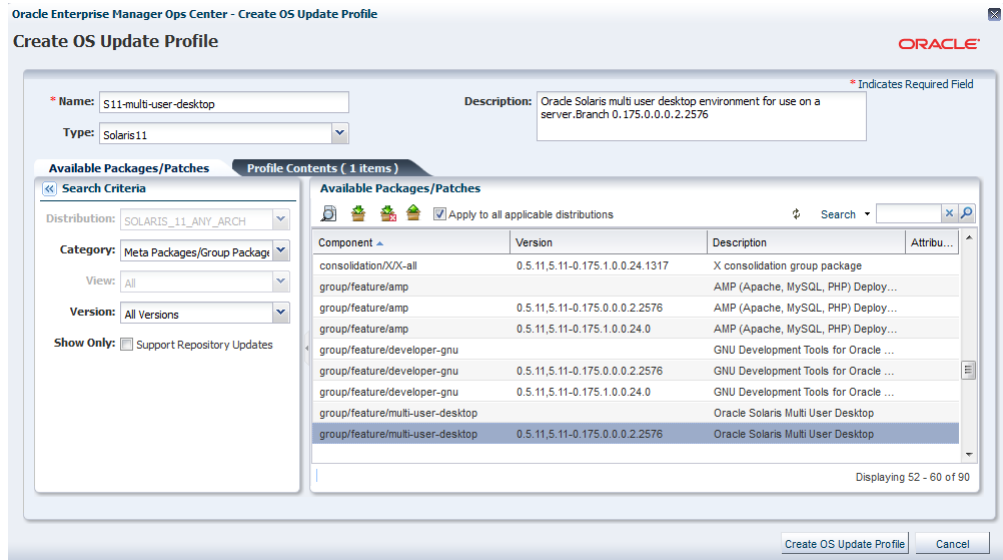 Oracle Enterprise Manager Ops Center - Create OS Update Profile
Create OS Update Profile
ORACLE
* Indicates Required Field
* Name: S11-multi-user-desktop
Description: Oracle Solaris multi user desktop environment for use on a
server.Branch 0.175.0.0.0.2.2576
Type: Solaris11
Available Packages/Patches
Profile Contents ( 1 items )
Search Criteria
Distribution: SOLARIS_11_ANY_ARCH
Category: Meta Packages/Group Package
View: All
Version: All Versions
Show Only: Support Repository Updates
Available Packages/Patches
Apply to all applicable distributions
Search
Component Version Description Attribu...
consolidation/X/X-all 0.5.11,5.11-0.175.1.0.0.24.1317 X consolidation group package
group/feature/amp AMP (Apache, MySQL, PHP) Deploy...
group/feature/amp 0.5.11,5.11-0.175.0.0.0.2.2576 AMP (Apache, MySQL, PHP) Deploy...
group/feature/amp 0.5.11,5.11-0.175.1.0.0.24.0 AMP (Apache, MySQL, PHP) Deploy...
group/feature/developer-gnu GNU Development Tools for Oracle ...
group/feature/developer-gnu 0.5.11,5.11-0.175.0.0.0.2.2576 GNU Development Tools for Oracle ...
group/feature/developer-gnu 0.5.11,5.11-0.175.1.0.0.24.0 GNU Development Tools for Oracle ...
group/feature/multi-user-desktop Oracle Solaris Multi User Desktop
group/feature/multi-user-desktop 0.5.11,5.11-0.175.0.0.0.2.2576 Oracle Solaris Multi User Desktop
Displaying 52 - 60 of 90
Create OS Update Profile
Cancel